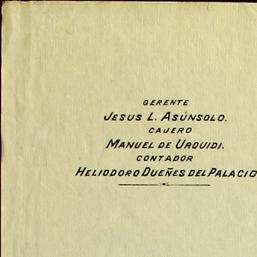 GERENTE
JESUS L. ASÚNSOLO.
CAJERO
MANUEL DE URQUIDI.
CONTADOR
HELIODORO DUEÑES DEL PALACIO